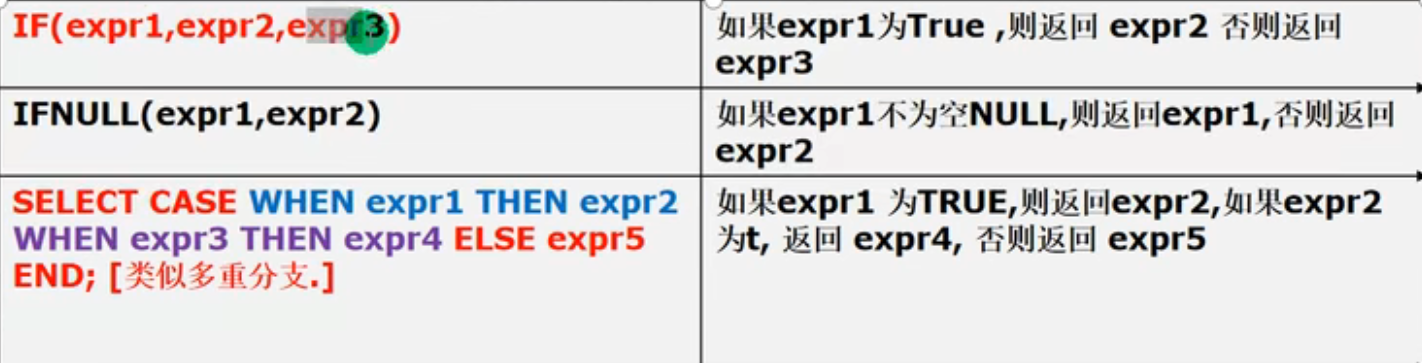 IF(expr1,expr2,expr3)
如果expr1为True ,则返回 expr2 否则返回
expr3
IFNULL(expr1,expr2)
如果expr1不为空NULL,则返回expr1,否则返回
expr2
SELECT CASE WHEN expr1 THEN expr2
WHEN expr3 THEN expr4 ELSE expr5
END; [类似多重分支.]
如果expr1 为TRUE,则返回expr2,如果expr2
为t, 返回 expr4, 否则返回 expr5